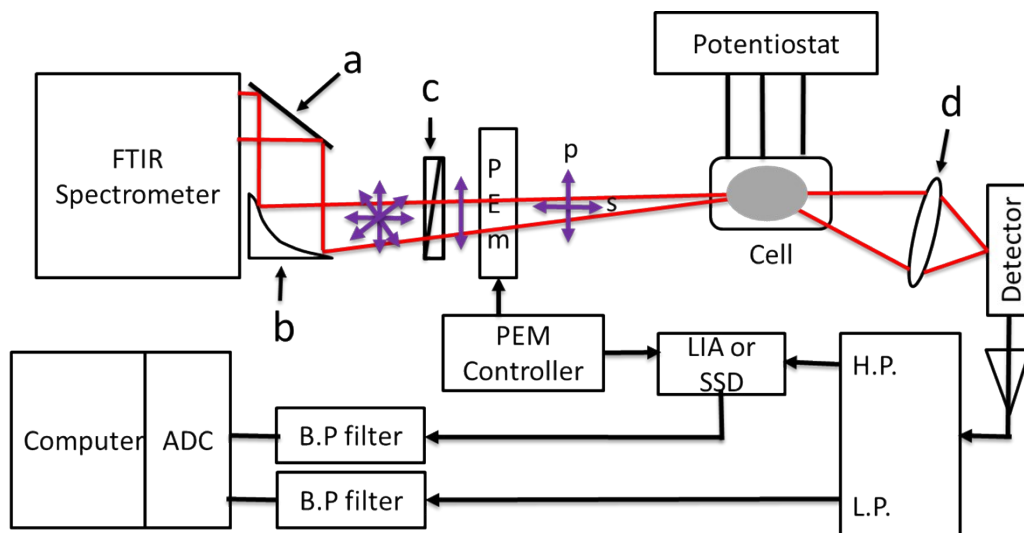 Potentiostat
a
c
d
FTIR
Spectrometer
P
E
m
p
s
Cell
Detector
b
PEM
Controller
LIA or
SSD
H.P.
Computer
ADC
B.P filter
B.P filter
L.P.